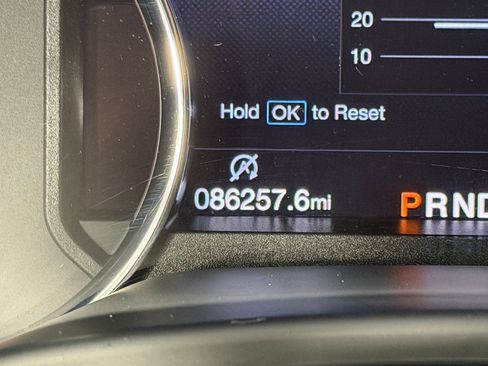 20
10
Hold OK to Reset
A
086257.6mi
PRND